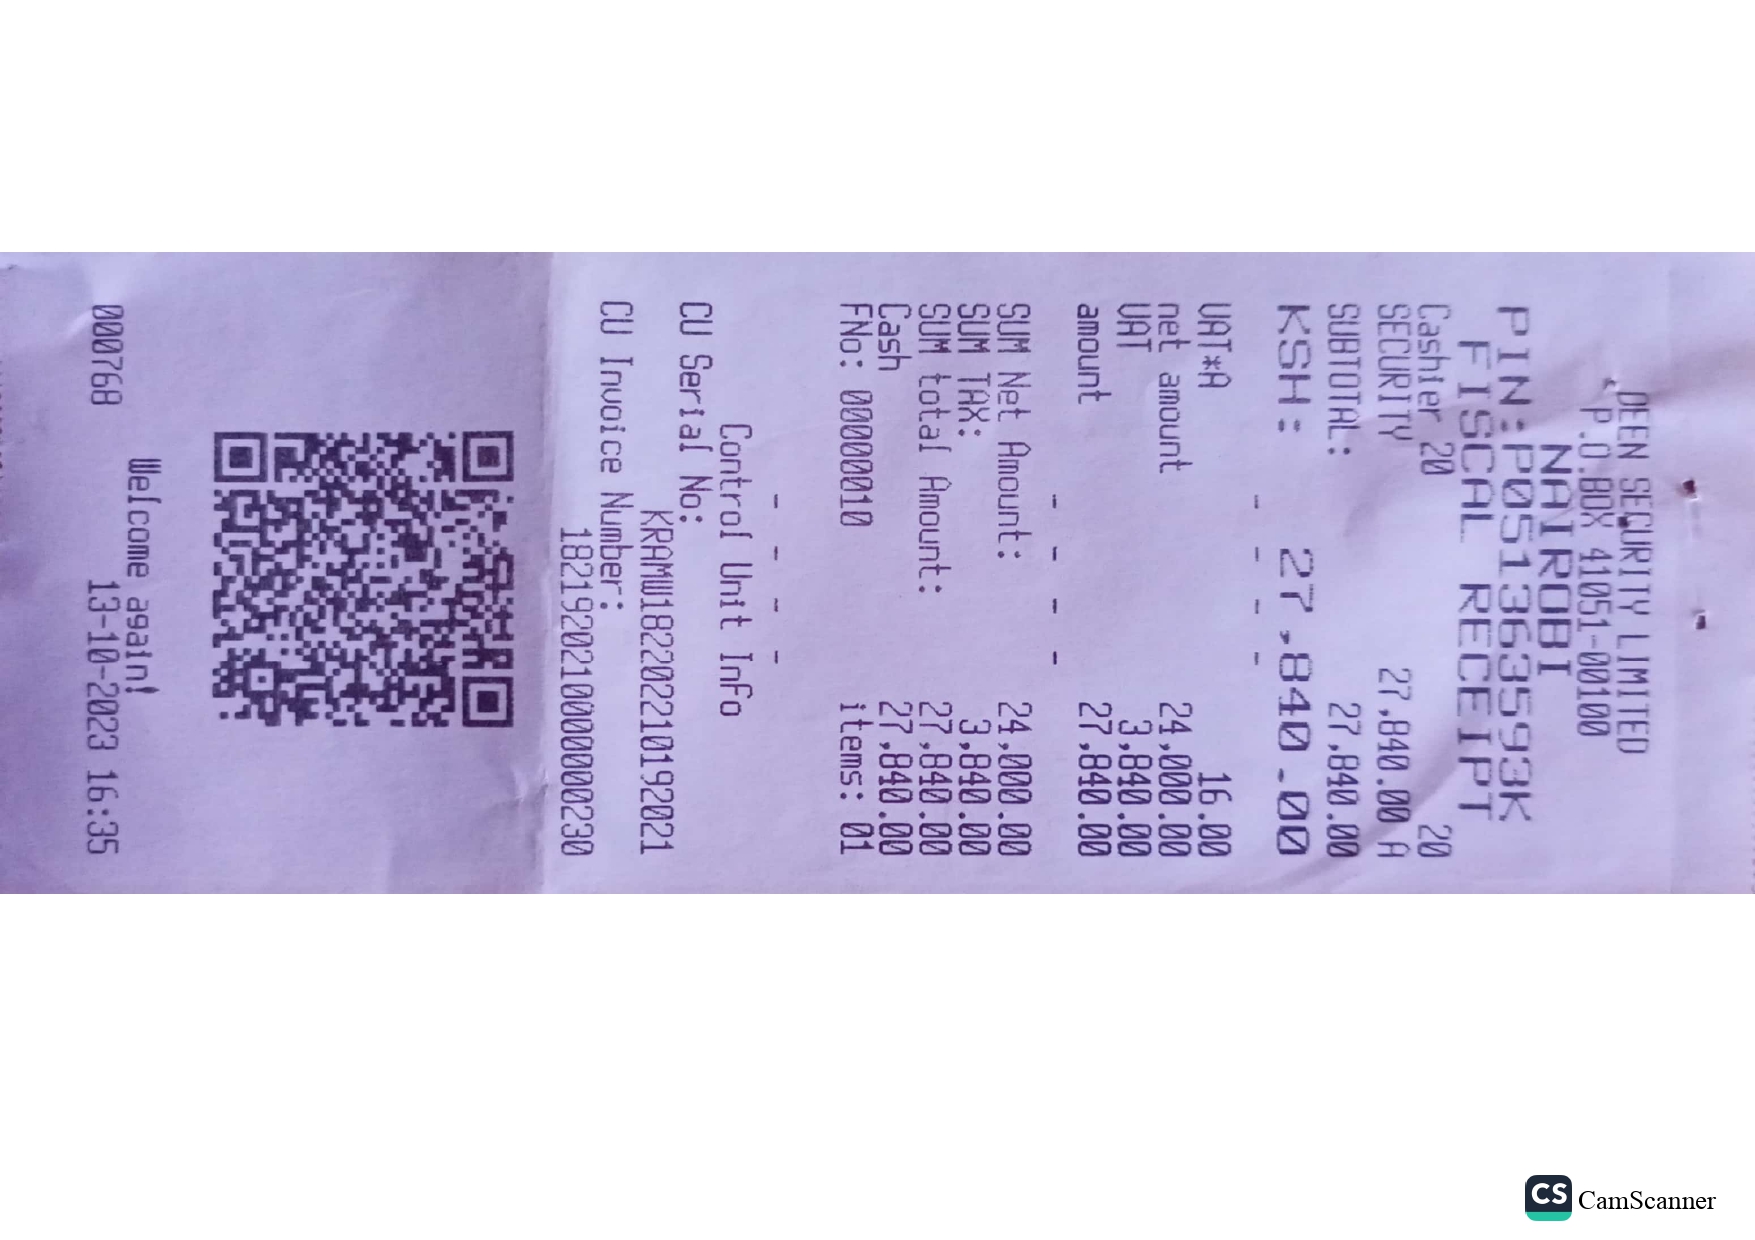 DEEN SECURITY LIMITED
P.O.BOX 41051-00100
NAIROBI
PIN:P051363593K
FISCAL RECEIPT
Cashier 20 20
SECURITY 27,840.00 A
SUBTOTAL: 27,840.00
KSH: 27,840.00
- - - -
VAT*A 16.00
net amount 24,000.00
VAT 3,840.00
amount 27,840.00
- - - -
SUM Net Amount: 24,000.00
SUM TAX: 3,840.00
SUM total Amount: 27,840.00
Cash 27,840.00
FNo: 00000010 items: 01
- - - -
Control Unit Info
CU Serial No:
KRAMW182202210192021
CU Invoice Number:
1821920210000000230
Welcome again!
000768 13-10-2023 16:35
CS CamScanner